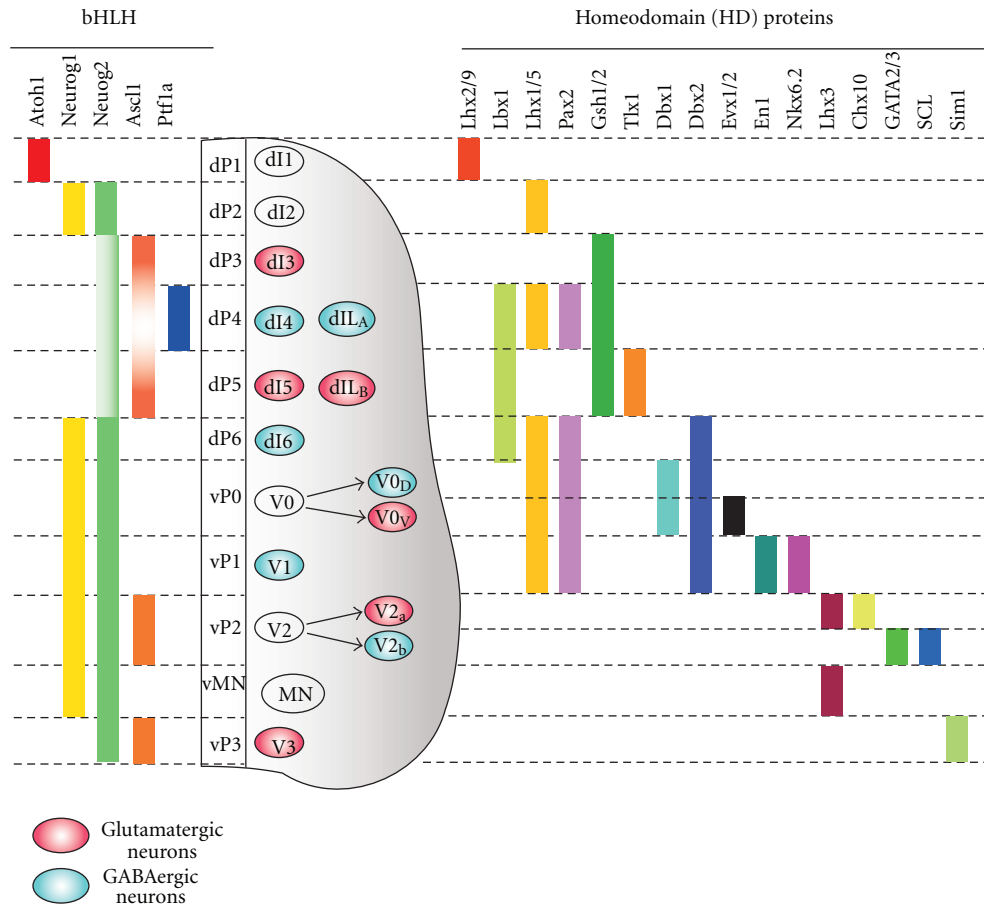 bHLH
Homeodomain (HD) proteins
Atoh1
Neurog1
Neuog2
Ascl1
Ptf1a
Lhx2/9
Lbx1
Lhx1/5
Pax2
Gsh1/2
Tlx1
Dbx1
Dbx2
Evx1/2
En1
Nkx6.2
Lhx3
Chx10
GATA2/3
SCL
Sim1
dP1 dI1
dP2 dI2
dP3 dI3
dP4 dI4 dILA
dP5 dI5 dILB
dP6 dI6
V0D
vP0 V0
V0V
vP1 V1
V2a
vP2 V2
V2b
vMN MN
vP3 V3
Glutamatergic
neurons
GABAergic
neurons